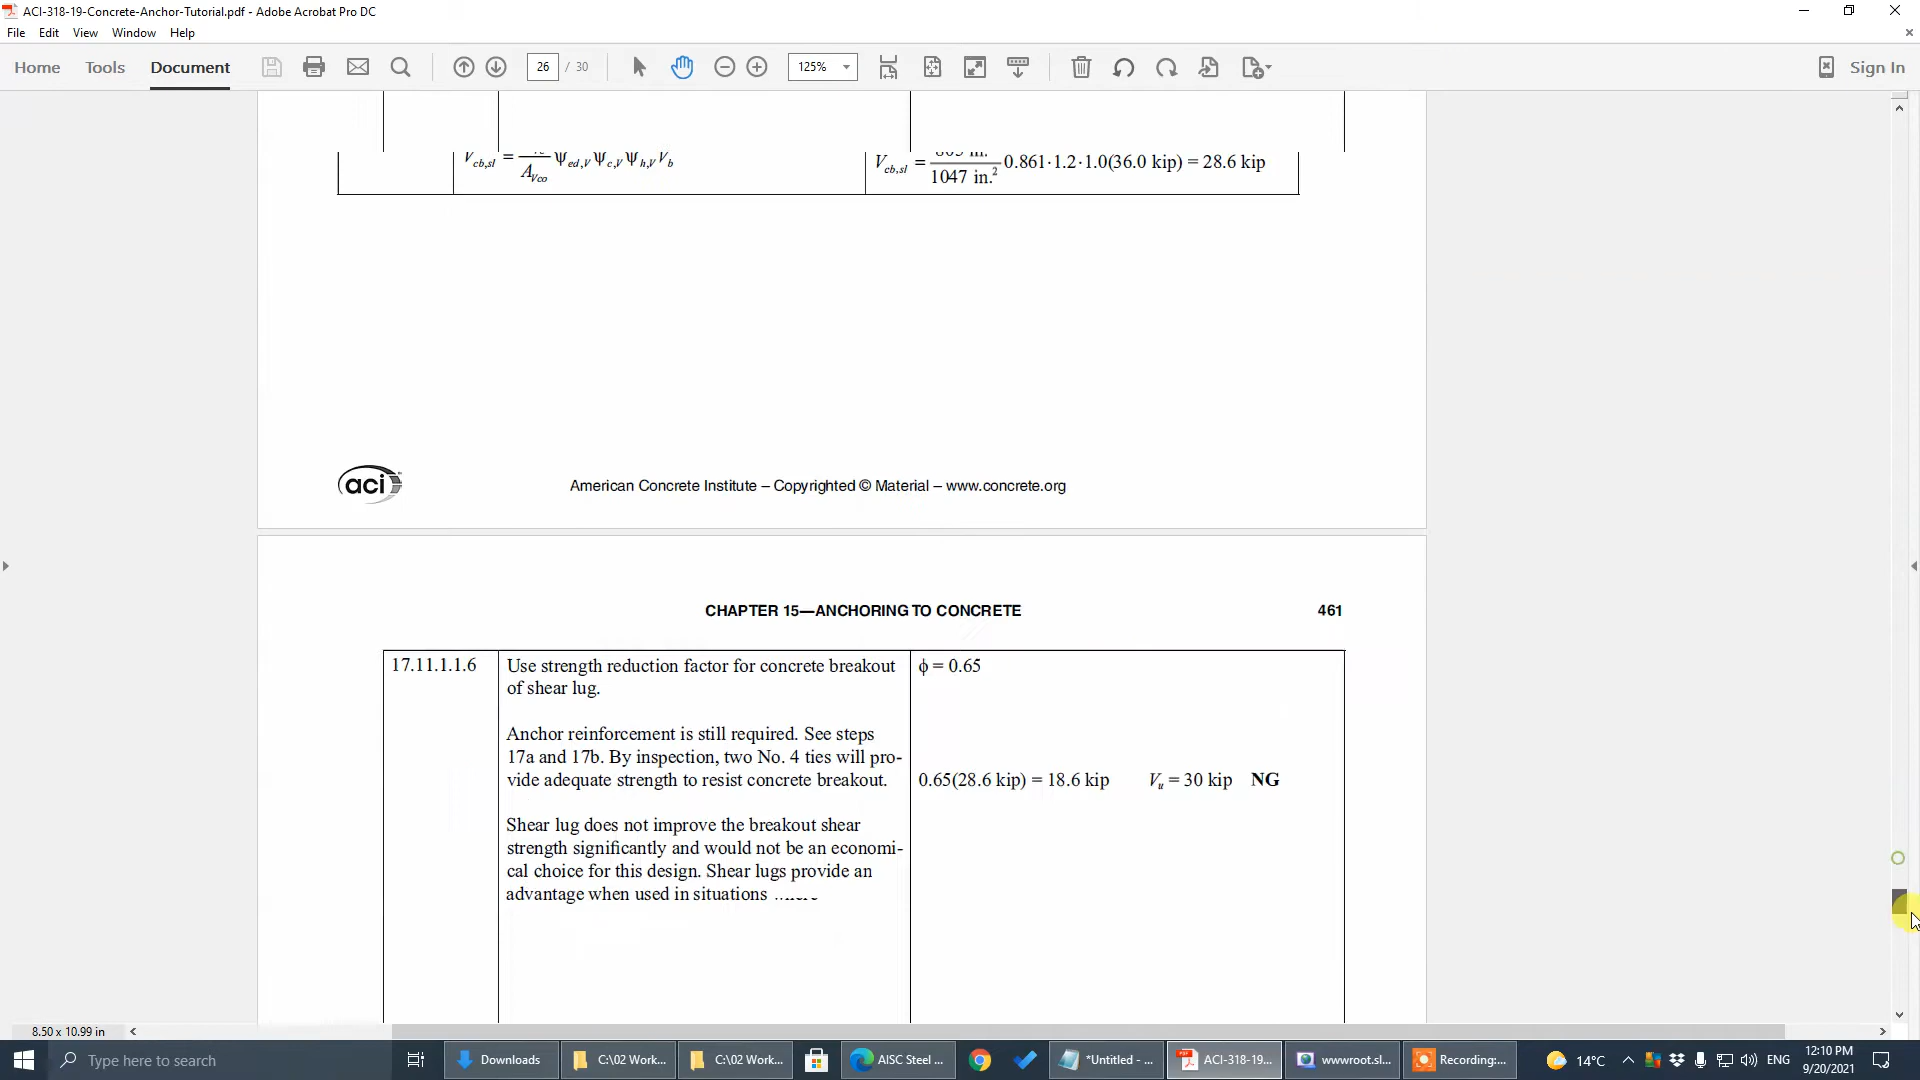 ACI-318-19-Concrete-Anchor-Tutorial.pdf - Adobe Acrobat Pro DC
File Edit View Window Help
Home Tools Document 26 / 30 125% Sign In
V_cb,sl = A_Vco ψ_ed,V ψ_c,V ψ_h,V V_b
V_cb,sl = 1047 in.² 0.861·1.2·1.0(36.0 kip) = 28.6 kip
aci
American Concrete Institute – Copyrighted © Material – www.concrete.org
CHAPTER 15—ANCHORING TO CONCRETE 461
17.11.1.1.6
Use strength reduction factor for concrete breakout
of shear lug.
ϕ = 0.65
Anchor reinforcement is still required. See steps
17a and 17b. By inspection, two No. 4 ties will pro-
vide adequate strength to resist concrete breakout.
0.65(28.6 kip) = 18.6 kip V_u = 30 kip NG
Shear lug does not improve the breakout shear
strength significantly and would not be an economi-
cal choice for this design. Shear lugs provide an
advantage when used in situations
8.50 x 10.99 in
Type here to search
Downloads
C:\02 Work...
C:\02 Work...
AISC Steel ...
*Untitled - ...
ACI-318-19...
wwwroot.sl...
Recording:...
14°C
ENG
12:10 PM
9/20/2021